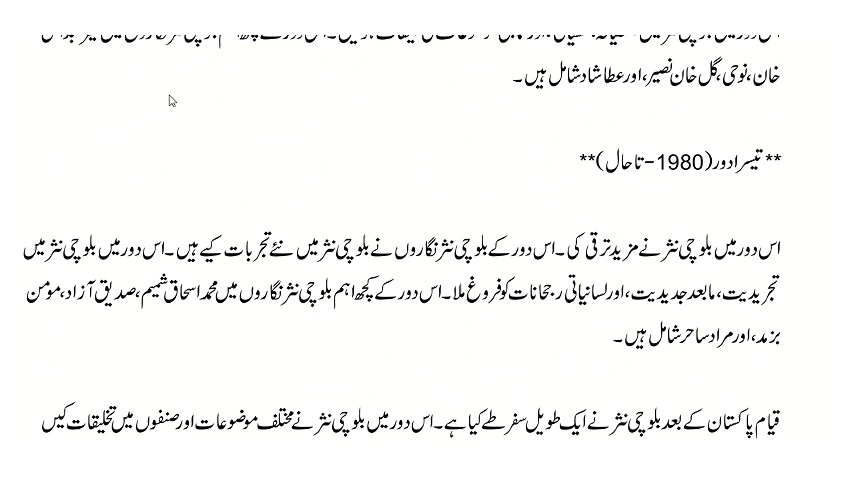 خان، نوحی، گل خان نصیر، اور عطا شاد شامل ہیں۔
** تیسرا دور (1980 - تا حال)**
اس دور میں بلوچی نثر نے مزید ترقی کی۔ اس دور کے بلوچی نثر نگاروں نے بلوچی نثر میں نئے تجربات کیے ہیں۔ اس دور میں بلوچی نثر میں
تجریدیت، مابعد جدیدیت، اور لسانیاتی رجحانات کو فروغ ملا۔ اس دور کے کچھ اہم بلوچی نثر نگاروں میں محمد اسحاق شمیم، صدیق آزاد، مومن
بزمد، اور مراد ساحر شامل ہیں۔
قیام پاکستان کے بعد بلوچی نثر نے ایک طویل سفر طے کیا ہے۔ اس دور میں بلوچی نثر نے مختلف موضوعات اور صنفوں میں تخلیقات کیں